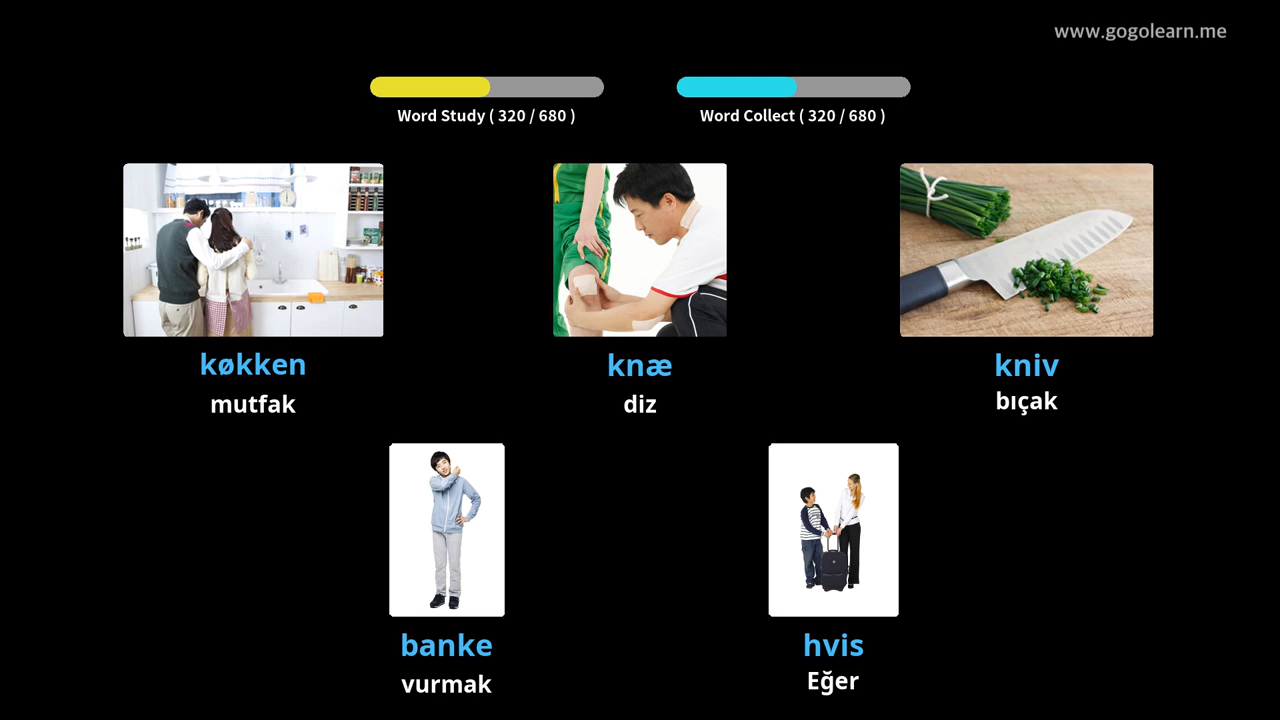 www.gogolearn.me
Word Study ( 320 / 680 )
Word Collect ( 320 / 680 )
køkken
mutfak
knæ
diz
kniv
bıçak
banke
vurmak
hvis
Eğer